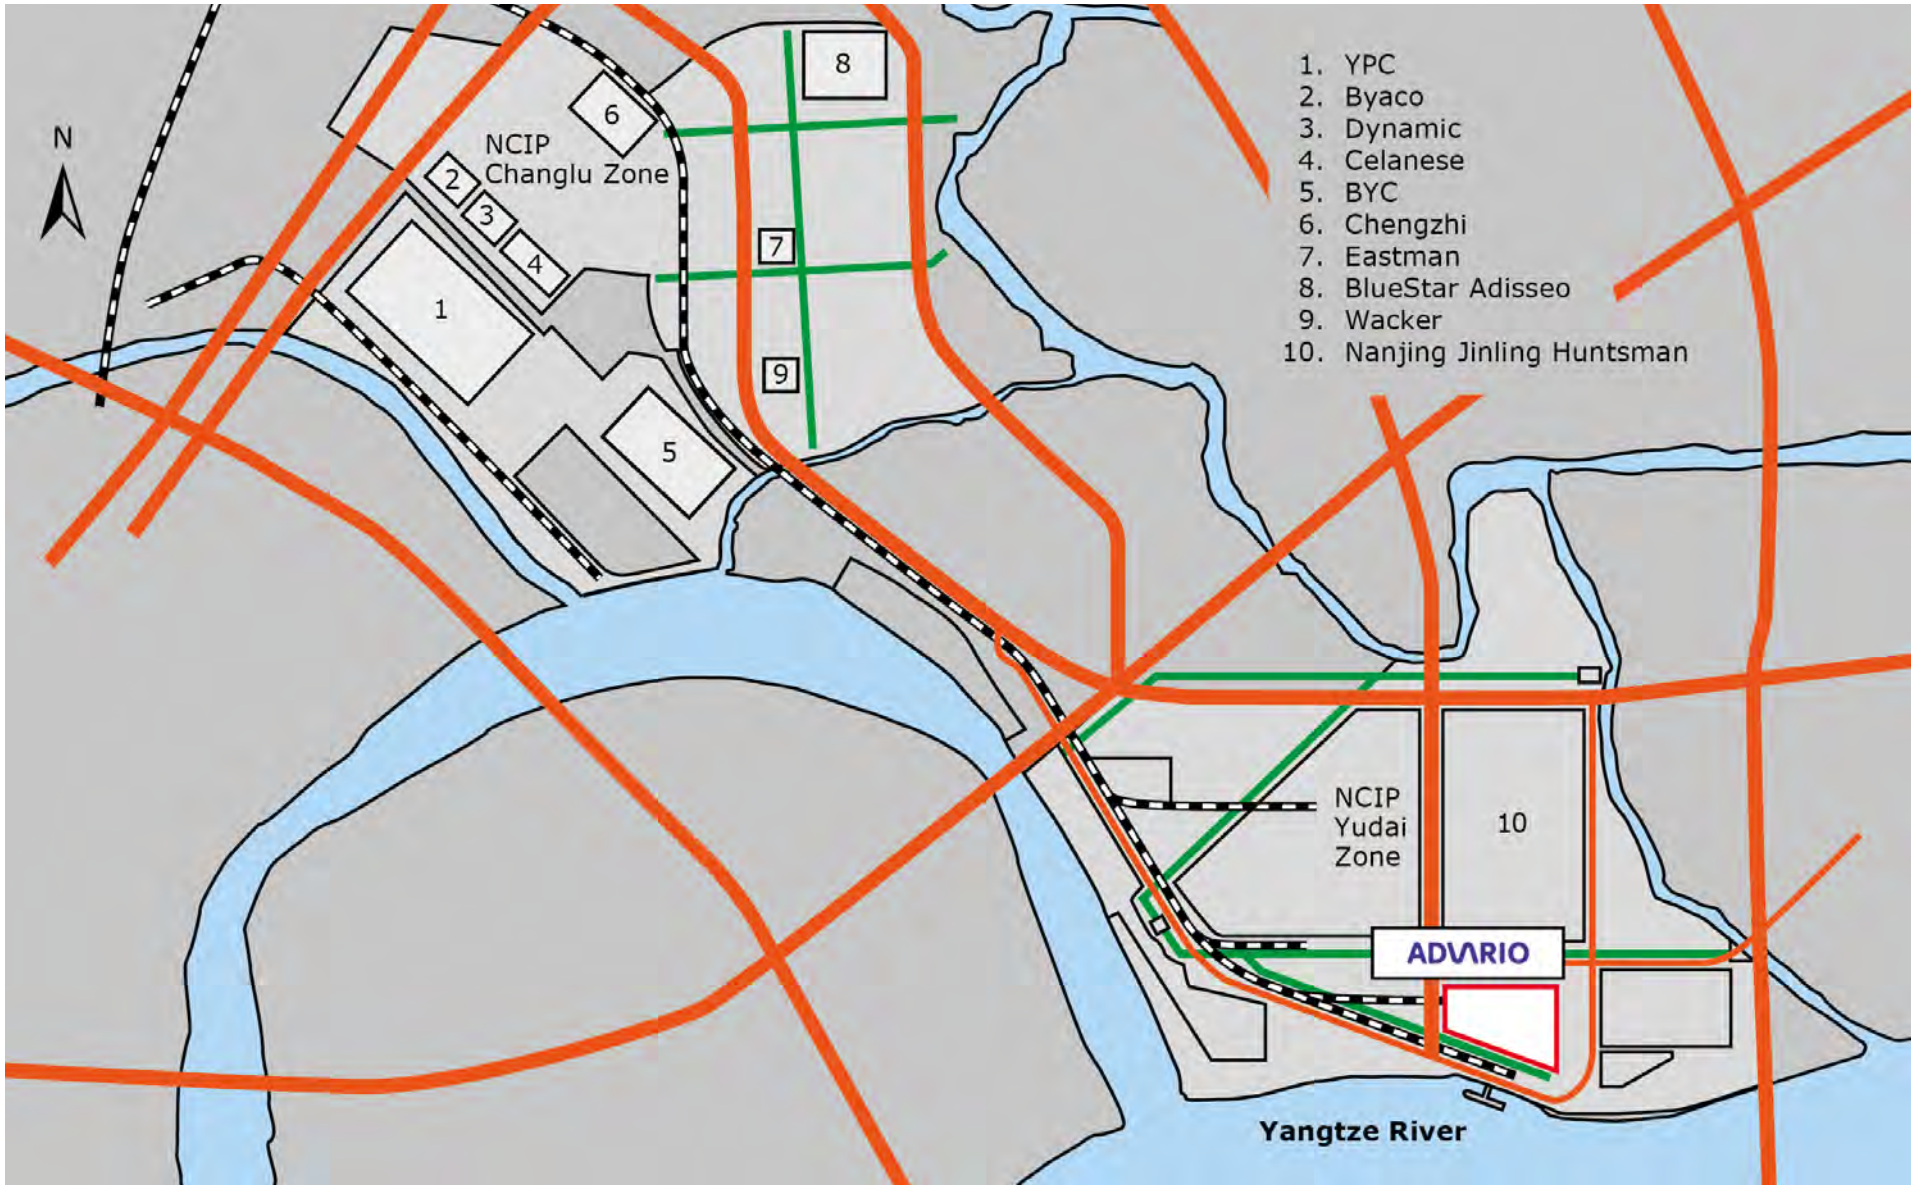 N
1. YPC
2. Byaco
3. Dynamic
4. Celanese
5. BYC
6. Chengzhi
7. Eastman
8. BlueStar Adisseo
9. Wacker
10. Nanjing Jinling Huntsman
8
6
NCIP
Changlu Zone
2
3
4
7
1
9
5
NCIP
Yudai
Zone
10
ADVARIO
Yangtze River